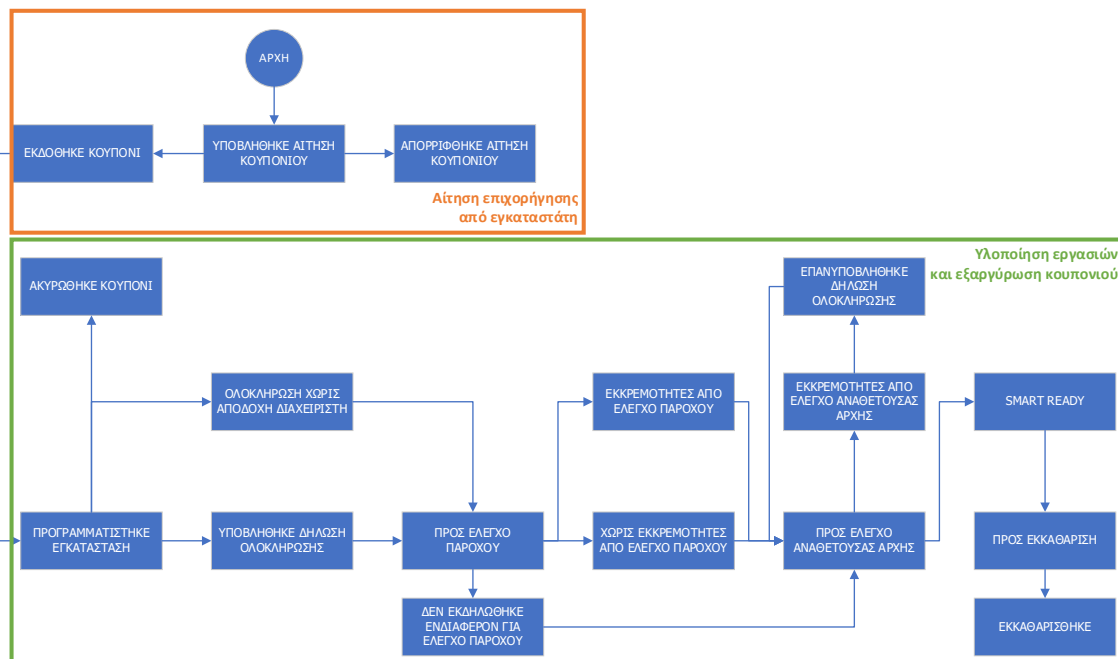 ΑΡΧΗ
ΕΚΔΟΘΗΚΕ ΚΟΥΠΟΝΙ
ΥΠΟΒΛΗΘΗΚΕ ΑΙΤΗΣΗ
ΚΟΥΠΟΝΙΟΥ
ΑΠΟΡΡΙΦΘΗΚΕ ΑΙΤΗΣΗ
ΚΟΥΠΟΝΙΟΥ
Αίτηση επιχορήγησης
από εγκαταστάτη
Υλοποίηση εργασιών
και εξαργύρωση κουπονιού
ΑΚΥΡΩΘΗΚΕ ΚΟΥΠΟΝΙ
ΕΠΑΝΥΠΟΒΛΗΘΗΚΕ
ΔΗΛΩΣΗ
ΟΛΟΚΛΗΡΩΣΗΣ
ΟΛΟΚΛΗΡΩΣΗ ΧΩΡΙΣ
ΑΠΟΔΟΧΗ ΔΙΑΧΕΙΡΙΣΤΗ
ΕΚΚΡΕΜΟΤΗΤΕΣ ΑΠΟ
ΕΛΕΓΧΟ ΠΑΡΟΧΟΥ
ΕΚΚΡΕΜΟΤΗΤΕΣ ΑΠΟ
ΕΛΕΓΧΟ ΑΝΑΘΕΤΟΥΣΑΣ
ΑΡΧΗΣ
SMART READY
ΠΡΟΓΡΑΜΜΑΤΙΣΤΗΚΕ
ΕΓΚΑΤΑΣΤΑΣΗ
ΥΠΟΒΛΗΘΗΚΕ ΔΗΛΩΣΗ
ΟΛΟΚΛΗΡΩΣΗΣ
ΠΡΟΣ ΕΛΕΓΧΟ
ΠΑΡΟΧΟΥ
ΧΩΡΙΣ ΕΚΚΡΕΜΟΤΗΤΕΣ
ΑΠΟ ΕΛΕΓΧΟ ΠΑΡΟΧΟΥ
ΠΡΟΣ ΕΛΕΓΧΟ
ΑΝΑΘΕΤΟΥΣΑΣ ΑΡΧΗΣ
ΠΡΟΣ ΕΚΚΑΘΑΡΙΣΗ
ΔΕΝ ΕΚΔΗΛΩΘΗΚΕ
ΕΝΔΙΑΦΕΡΟΝ ΓΙΑ
ΕΛΕΓΧΟ ΠΑΡΟΧΟΥ
ΕΚΚΑΘΑΡΙΣΘΗΚΕ